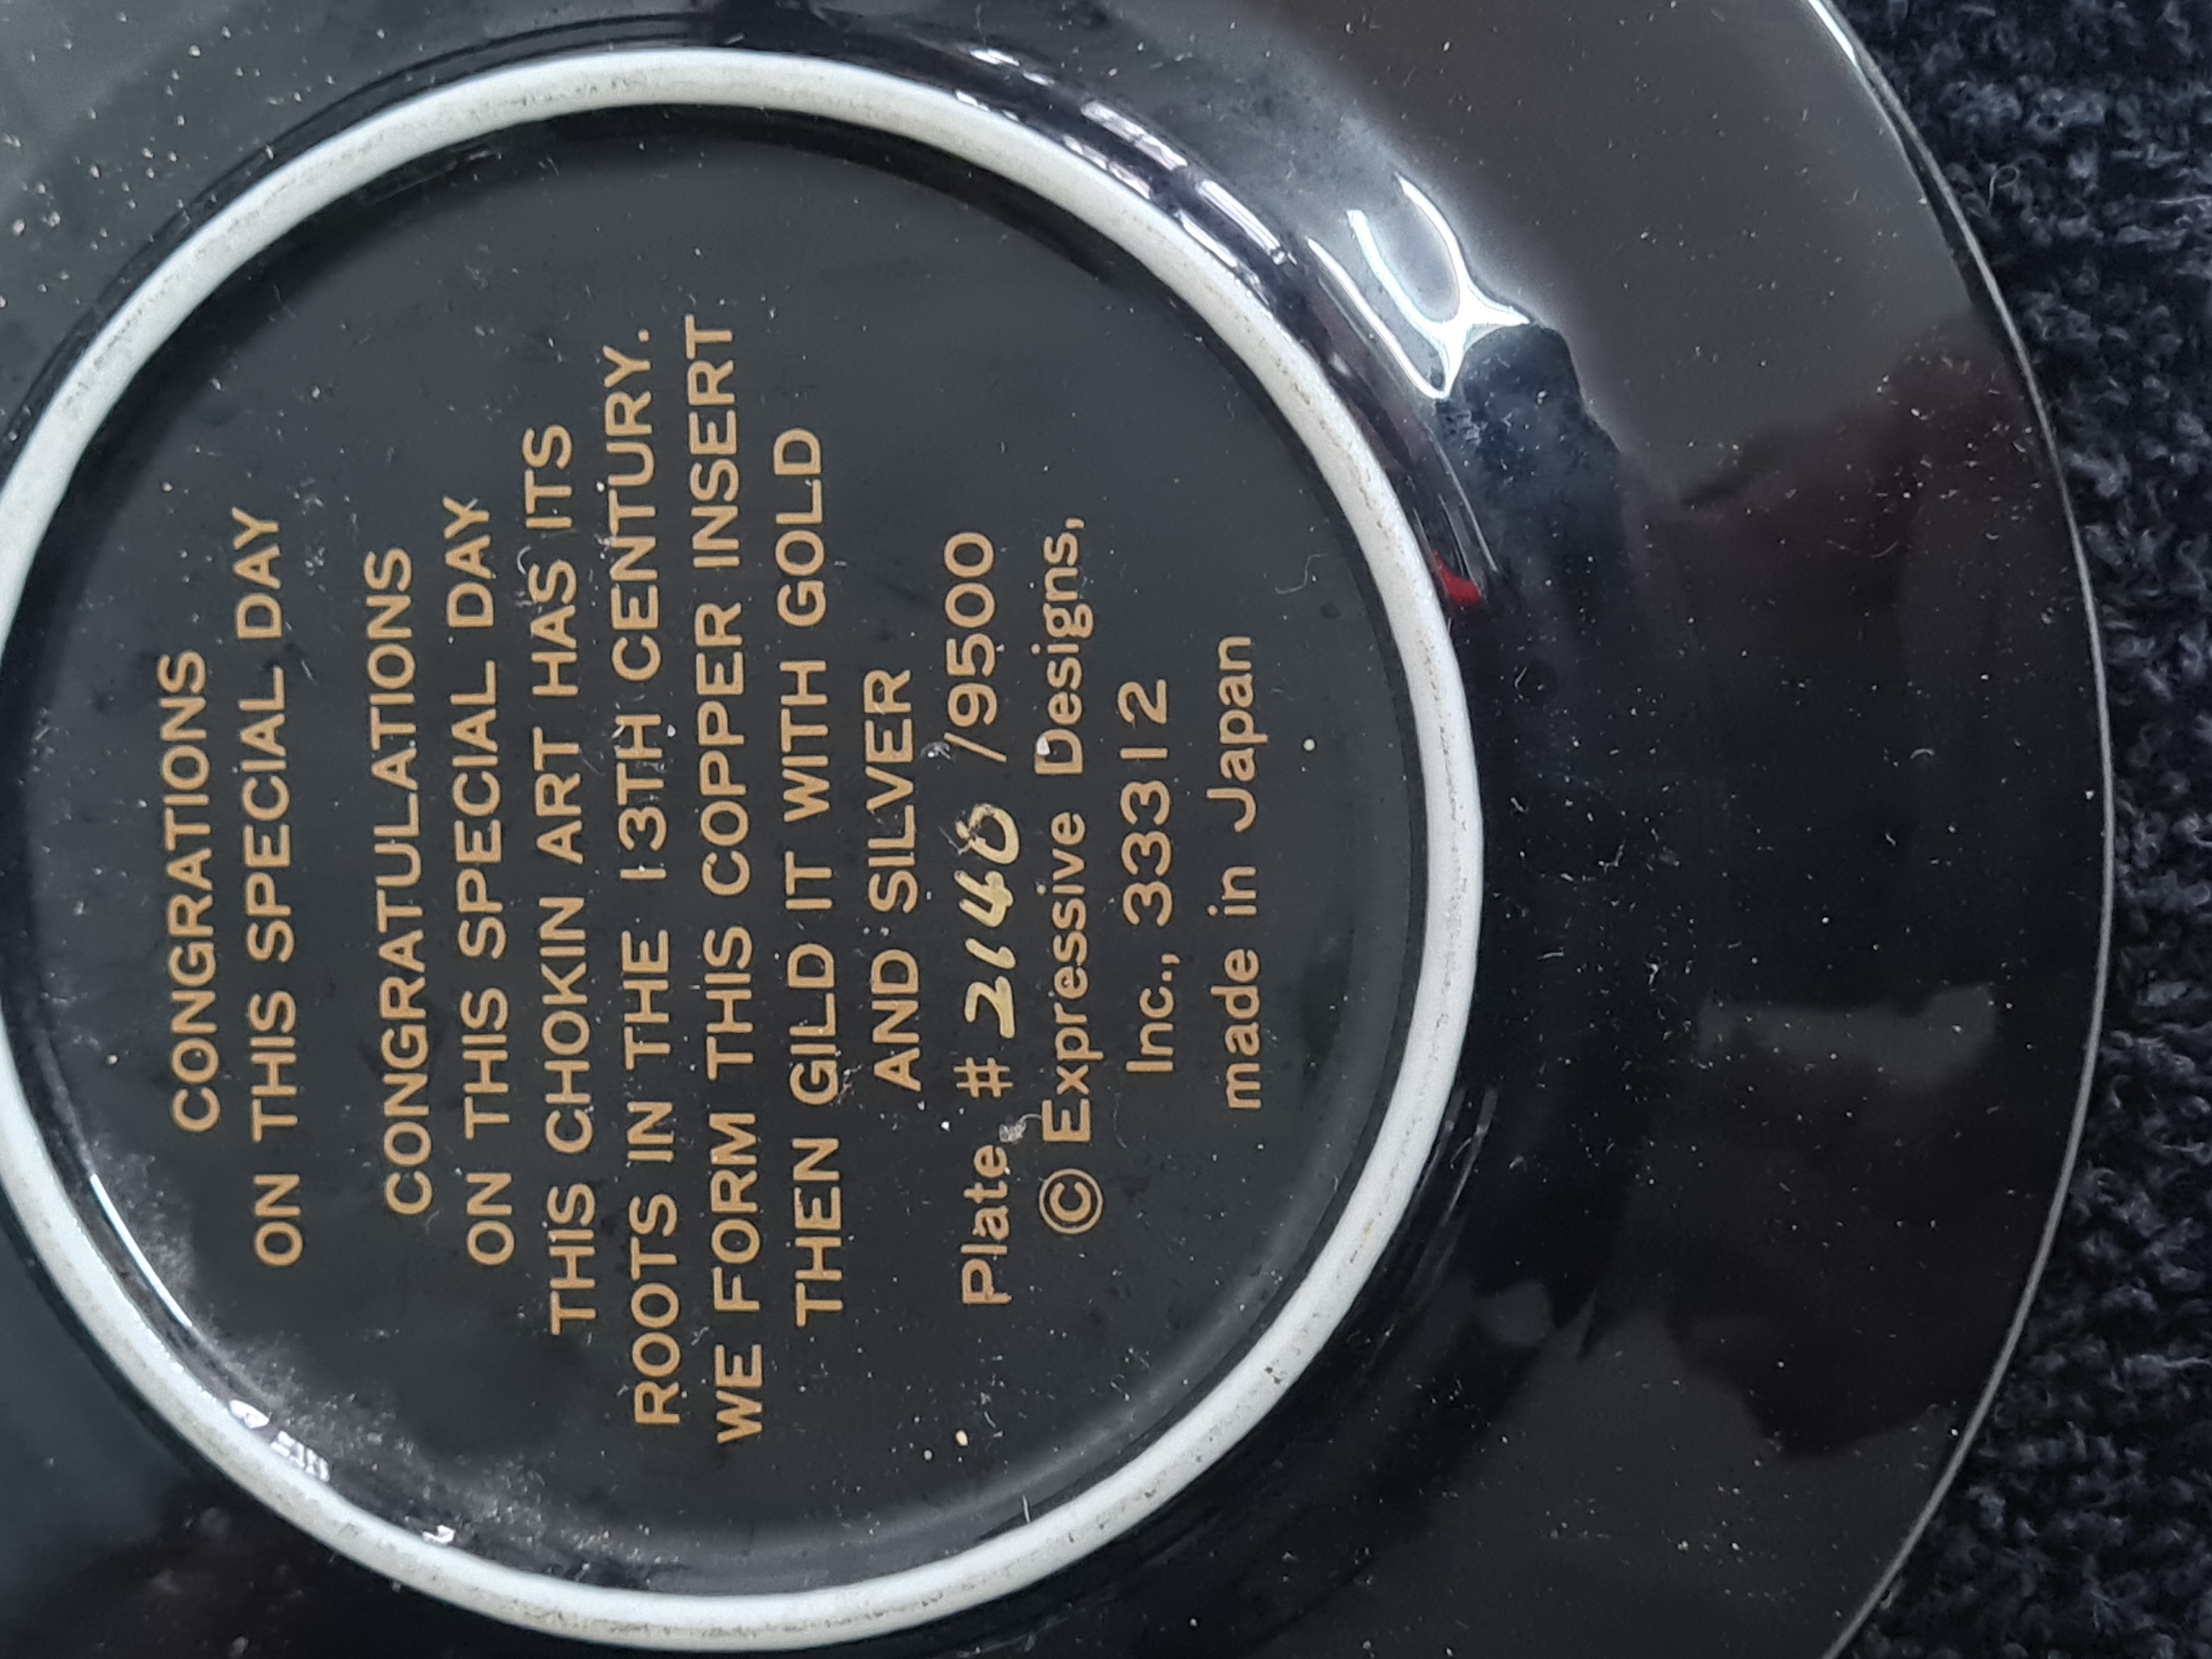 CONGRATIONS
ON THIS SPECIAL DAY
CONGRATULATIONS
ON THIS SPECIAL DAY
THIS CHOKIN ART HAS ITS
ROOTS IN THE 13TH CENTURY.
WE FORM THIS COPPER INSERT
THEN GILD IT WITH GOLD
AND SILVER
Plate # 2140 /9500
© Expressive Designs,
Inc., 33312
made in Japan